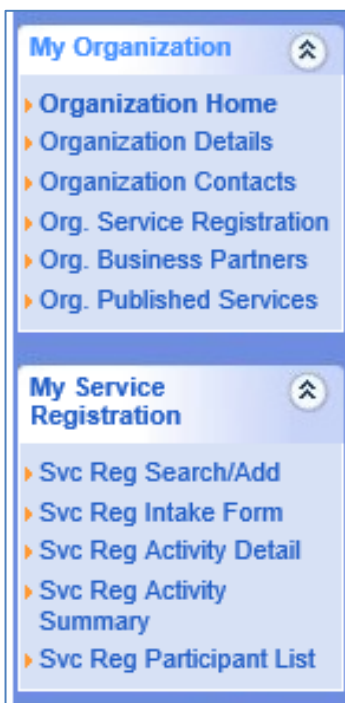 My Organization
Organization Home
Organization Details
Organization Contacts
Org. Service Registration
Org. Business Partners
Org. Published Services
My Service
Registration
Svc Reg Search/Add
Svc Reg Intake Form
Svc Reg Activity Detail
Svc Reg Activity
Summary
Svc Reg Participant List